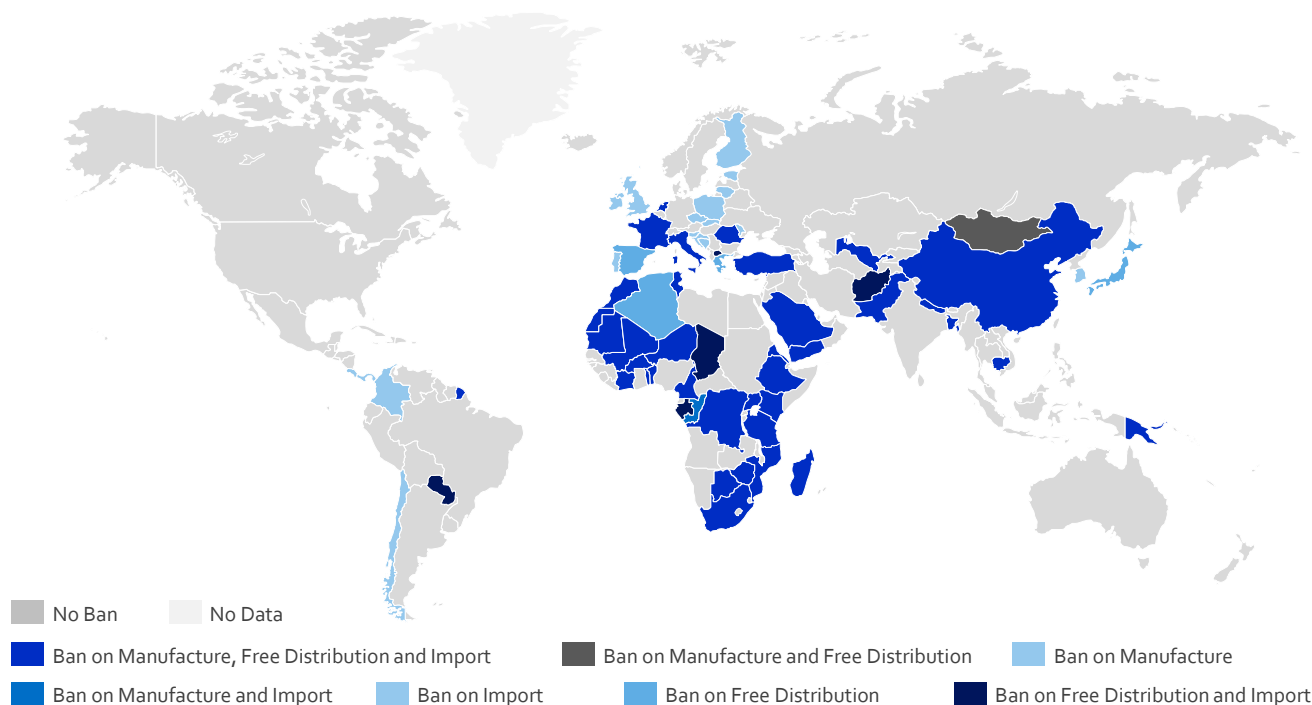 No Ban No Data
Ban on Manufacture, Free Distribution and Import Ban on Manufacture and Free Distribution Ban on Manufacture
Ban on Manufacture and Import Ban on Import Ban on Free Distribution Ban on Free Distribution and Import